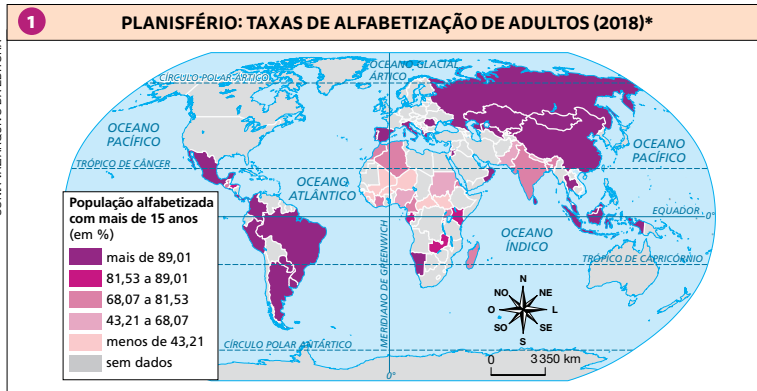 1
PLANISFÉRIO: TAXAS DE ALFABETIZAÇÃO DE ADULTOS (2018)*
OCEANO GLACIAL
ÁRTICO
CÍRCULO POLAR ÁRTICO
OCEANO
PACÍFICO
OCEANO
PACÍFICO
TRÓPICO DE CÂNCER
OCEANO
ATLÂNTICO
EQUADOR
0°
OCEANO
ÍNDICO
TRÓPICO DE CAPRICÓRNIO
MERIDIANO DE GREENWICH
CÍRCULO POLAR ANTÁRTICO
0°
População alfabetizada
com mais de 15 anos
(em %)
mais de 89,01
81,53 a 89,01
68,07 a 81,53
43,21 a 68,07
menos de 43,21
sem dados
N
NO NE
O L
SO SE
S
0 3 350 km